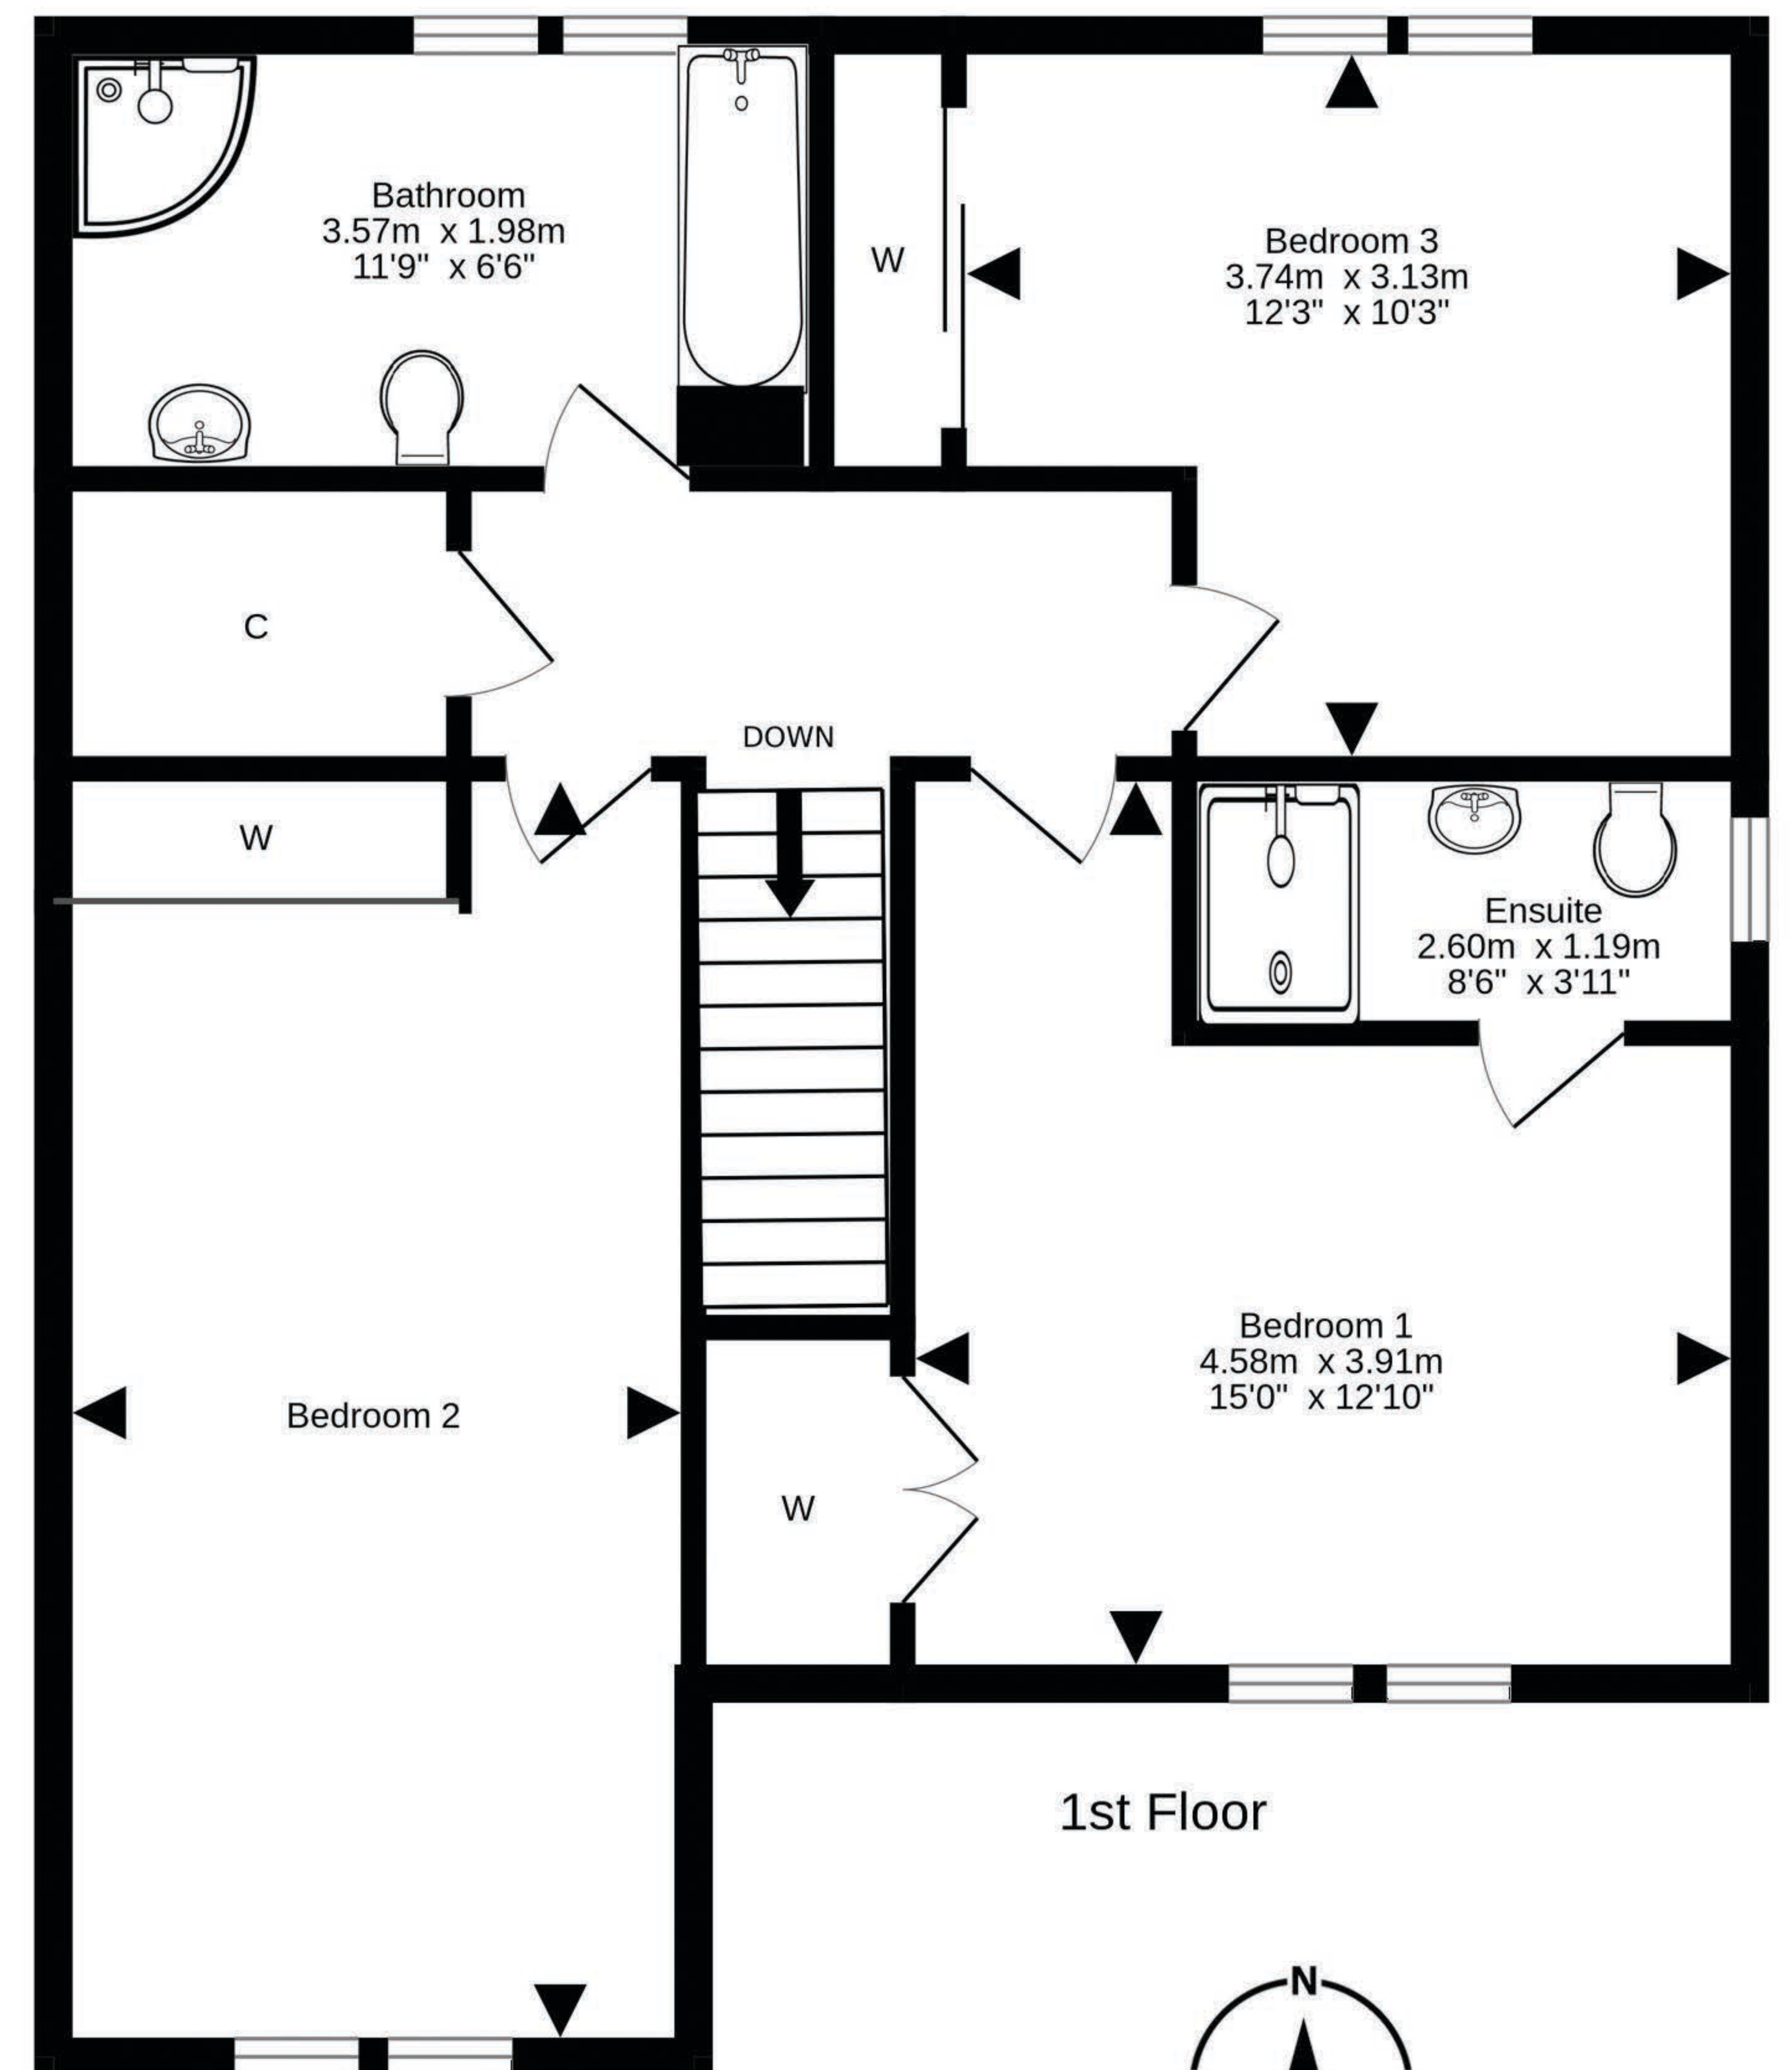 Bathroom
3.57m x 1.98m
11'9" x 6'6"
W
Bedroom 3
3.74m x 3.13m
12'3" x 10'3"
C
DOWN
W
Ensuite
2.60m x 1.19m
8'6" x 3'11"
Bedroom 1
4.58m x 3.91m
15'0" x 12'10"
Bedroom 2
W
1st Floor
N